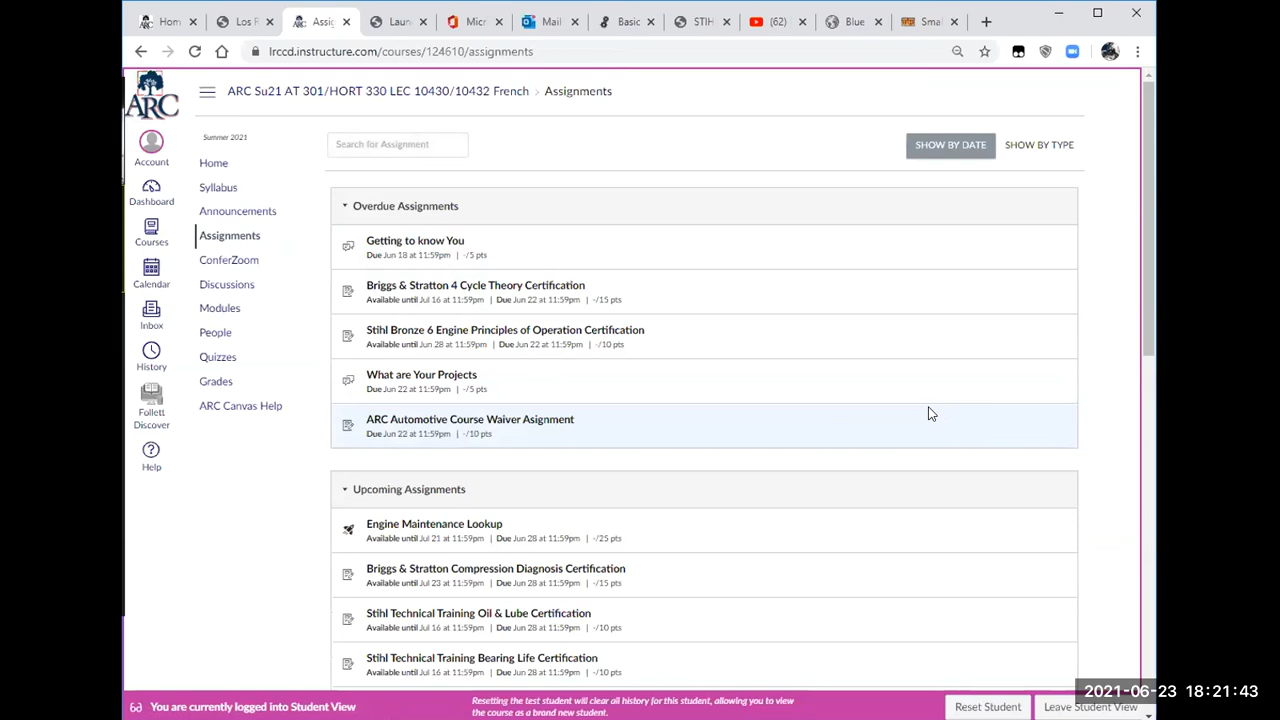 Hom
Los R
Assig
Laun
Micr
Mail
Basic
STIH
(62)
Blue
Smal
lrccd.instructure.com/courses/124610/assignments
ARC
ARC Su21 AT 301/HORT 330 LEC 10430/10432 French > Assignments
Account
Dashboard
Courses
Calendar
Inbox
History
Follett
Discover
Help
Summer 2021
Home
Syllabus
Announcements
Assignments
ConferZoom
Discussions
Modules
People
Quizzes
Grades
ARC Canvas Help
Search for Assignment
SHOW BY DATE
SHOW BY TYPE
Overdue Assignments
Getting to know You
Due Jun 18 at 11:59pm | -/5 pts
Briggs & Stratton 4 Cycle Theory Certification
Available until Jul 16 at 11:59pm | Due Jun 22 at 11:59pm | -/15 pts
Stihl Bronze 6 Engine Principles of Operation Certification
Available until Jun 28 at 11:59pm | Due Jun 22 at 11:59pm | -/10 pts
What are Your Projects
Due Jun 22 at 11:59pm | -/5 pts
ARC Automotive Course Waiver Asignment
Due Jun 22 at 11:59pm | -/10 pts
Upcoming Assignments
Engine Maintenance Lookup
Available until Jul 21 at 11:59pm | Due Jun 28 at 11:59pm | -/25 pts
Briggs & Stratton Compression Diagnosis Certification
Available until Jul 23 at 11:59pm | Due Jun 28 at 11:59pm | -/15 pts
Stihl Technical Training Oil & Lube Certification
Available until Jul 16 at 11:59pm | Due Jun 28 at 11:59pm | -/10 pts
Stihl Technical Training Bearing Life Certification
Available until Jul 16 at 11:59pm | Due Jun 28 at 11:59pm | -/10 pts
You are currently logged into Student View
Resetting the test student will clear all history for this student, allowing you to view
the course as a brand new student.
Reset Student
Leave Student View
2021-06-23 18:21:43